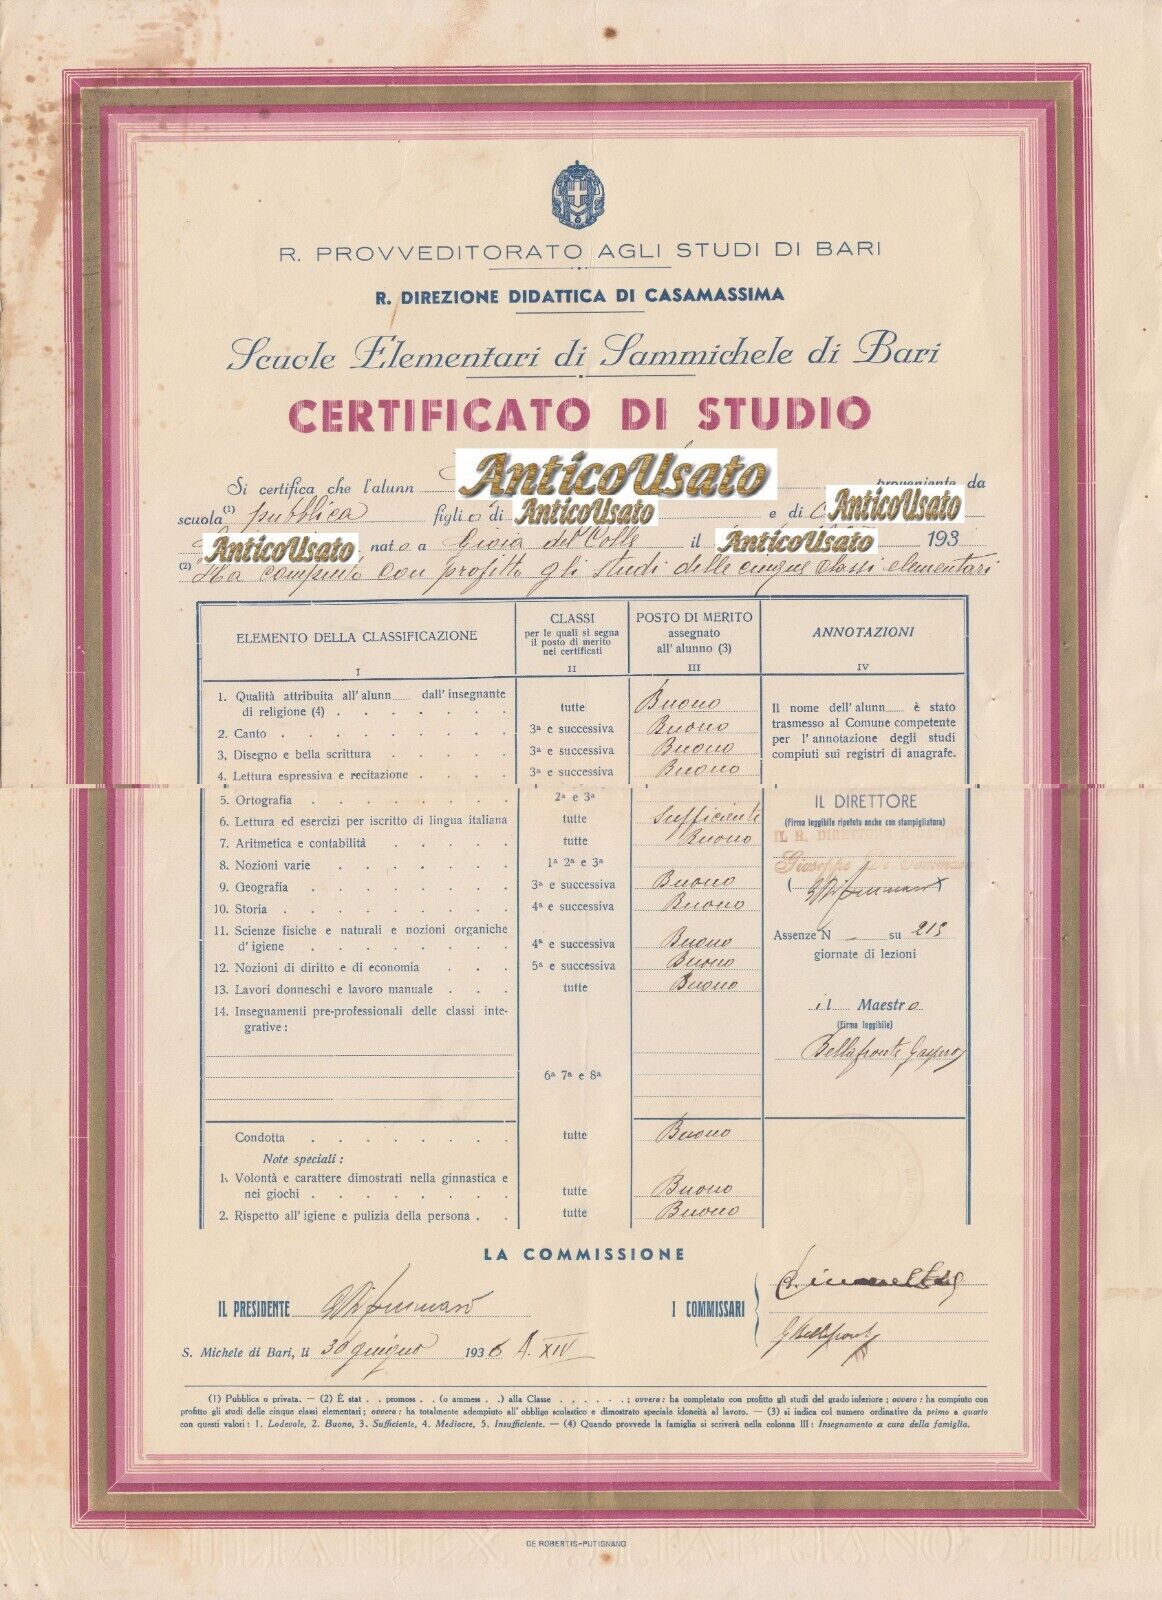 R. PROVVEDITORATO AGLI STUDI DI BARI
R. DIREZIONE DIDATTICA DI CASAMASSIMA
Scuole Elementari di Sammichele di Bari
CERTIFICATO DI STUDIO
Si certifica che l'alunn AnticoUsato proveniente da
scuola (1) pubblica figlio di AnticoUsato e di AnticoUsato
AnticoUsato nato a Gioia del Colle il AnticoUsato 193
(2) Ha compiuto con profitto gli studi delle cinque classi elementari
ELEMENTO DELLA CLASSIFICAZIONE
I
CLASSI
per le quali si segna
il posto di merito
nei certificati
II
POSTO DI MERITO
assegnato
all'alunno (3)
III
ANNOTAZIONI
IV
1. Qualità attribuita all'alunn dall'insegnante
di religione (4) tutte Buono
2. Canto 3a e successiva Buono
3. Disegno e bella scrittura 3a e successiva Buono
4. Lettura espressiva e recitazione 3a e successiva Buono
5. Ortografia 2a e 3a
6. Lettura ed esercizi per iscritto di lingua italiana tutte Sufficiente
7. Aritmetica e contabilità tutte Buono
8. Nozioni varie 1a 2a e 3a
9. Geografia 3a e successiva Buono
10. Storia 4a e successiva Buono
11. Scienze fisiche e naturali e nozioni organiche
d'igiene 4a e successiva Buono
12. Nozioni di diritto e di economia 5a e successiva Buono
13. Lavori donneschi e lavoro manuale tutte Buono
14. Insegnamenti pre-professionali delle classi inte-
grative:
6a 7a e 8a
Condotta tutte Buono
Note speciali:
1. Volontà e carattere dimostrati nella ginnastica e
nei giochi tutte Buono
2. Rispetto all'igiene e pulizia della persona tutte Buono
Il nome dell'alunn è stato
trasmesso al Comune competente
per l'annotazione degli studi
compiuti sui registri di anagrafe.
IL DIRETTORE
(Firma leggibile ripetuta anche con stampigliatura)
IL R. DIR
Giuseppe Di Tommaso
Assenze N – su 215
giornate di lezioni
il Maestro
(Firma leggibile)
Bellafronte
LA COMMISSIONE
IL PRESIDENTE
I COMMISSARI
S. Michele di Bari, lì 30 giugno 1936 A. XIV
(1) Pubblica o privata. — (2) È stat . . promoss . . (o ammess . .) alla Classe . . . . . . ; ovvero: ha completato con profitto gli studi del grado inferiore; ovvero: ha compiuto con
profitto gli studi delle cinque classi elementari; ovvero: ha totalmente adempiuto all'obbligo scolastico e dimostrato speciale idoneità al lavoro. — (3) si indica col numero ordinativo da primo a quarto
con questi valori: 1. Lodevole, 2. Buono, 3. Sufficiente, 4. Mediocre, 5. Insufficiente. — (4) Quando provvede la famiglia si scriverà nella colonna III: Insegnamento a cura della famiglia.
DE ROBERTIS-PUTIGNANO